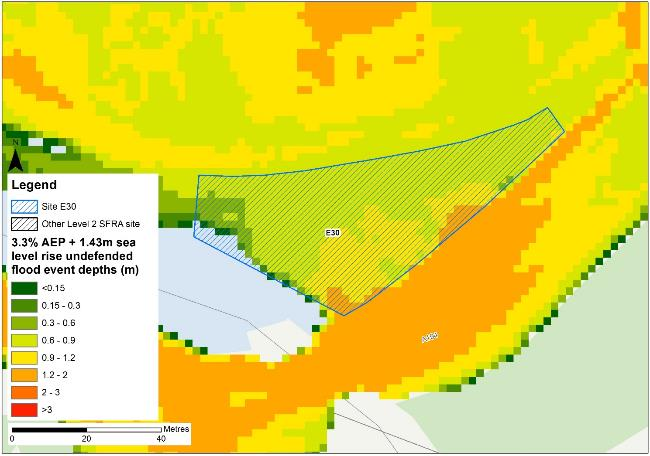 N
Legend
Site E30
Other Level 2 SFRA site
3.3% AEP + 1.43m sea
level rise undefended
flood event depths (m)
<0.15
0.15 - 0.3
0.3 - 0.6
0.6 - 0.9
0.9 - 1.2
1.2 - 2
2 - 3
>3
Metres
0 20 40
E30